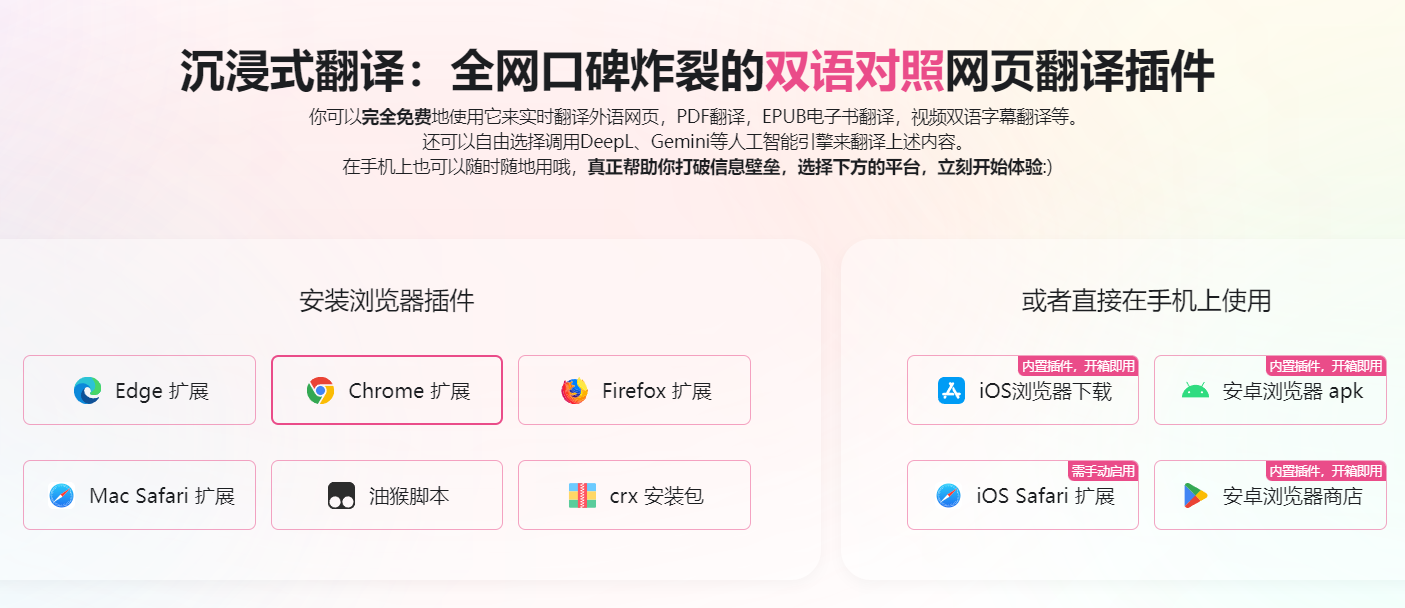 沉浸式翻译：全网口碑炸裂的双语对照网页翻译插件
你可以完全免费地使用它来实时翻译外语网页，PDF翻译，EPUB电子书翻译，视频双语字幕翻译等。
还可以自由选择调用DeepL、Gemini等人工智能引擎来翻译上述内容。
在手机上也可以随时随地用哦，真正帮助你打破信息壁垒，选择下方的平台，立刻开始体验:)
安装浏览器插件
Edge 扩展
Chrome 扩展
Firefox 扩展
Mac Safari 扩展
油猴脚本
crx 安装包
或者直接在手机上使用
内置插件，开箱即用
iOS浏览器下载
内置插件，开箱即用
安卓浏览器 apk
需手动启用
iOS Safari 扩展
内置插件，开箱即用
安卓浏览器商店